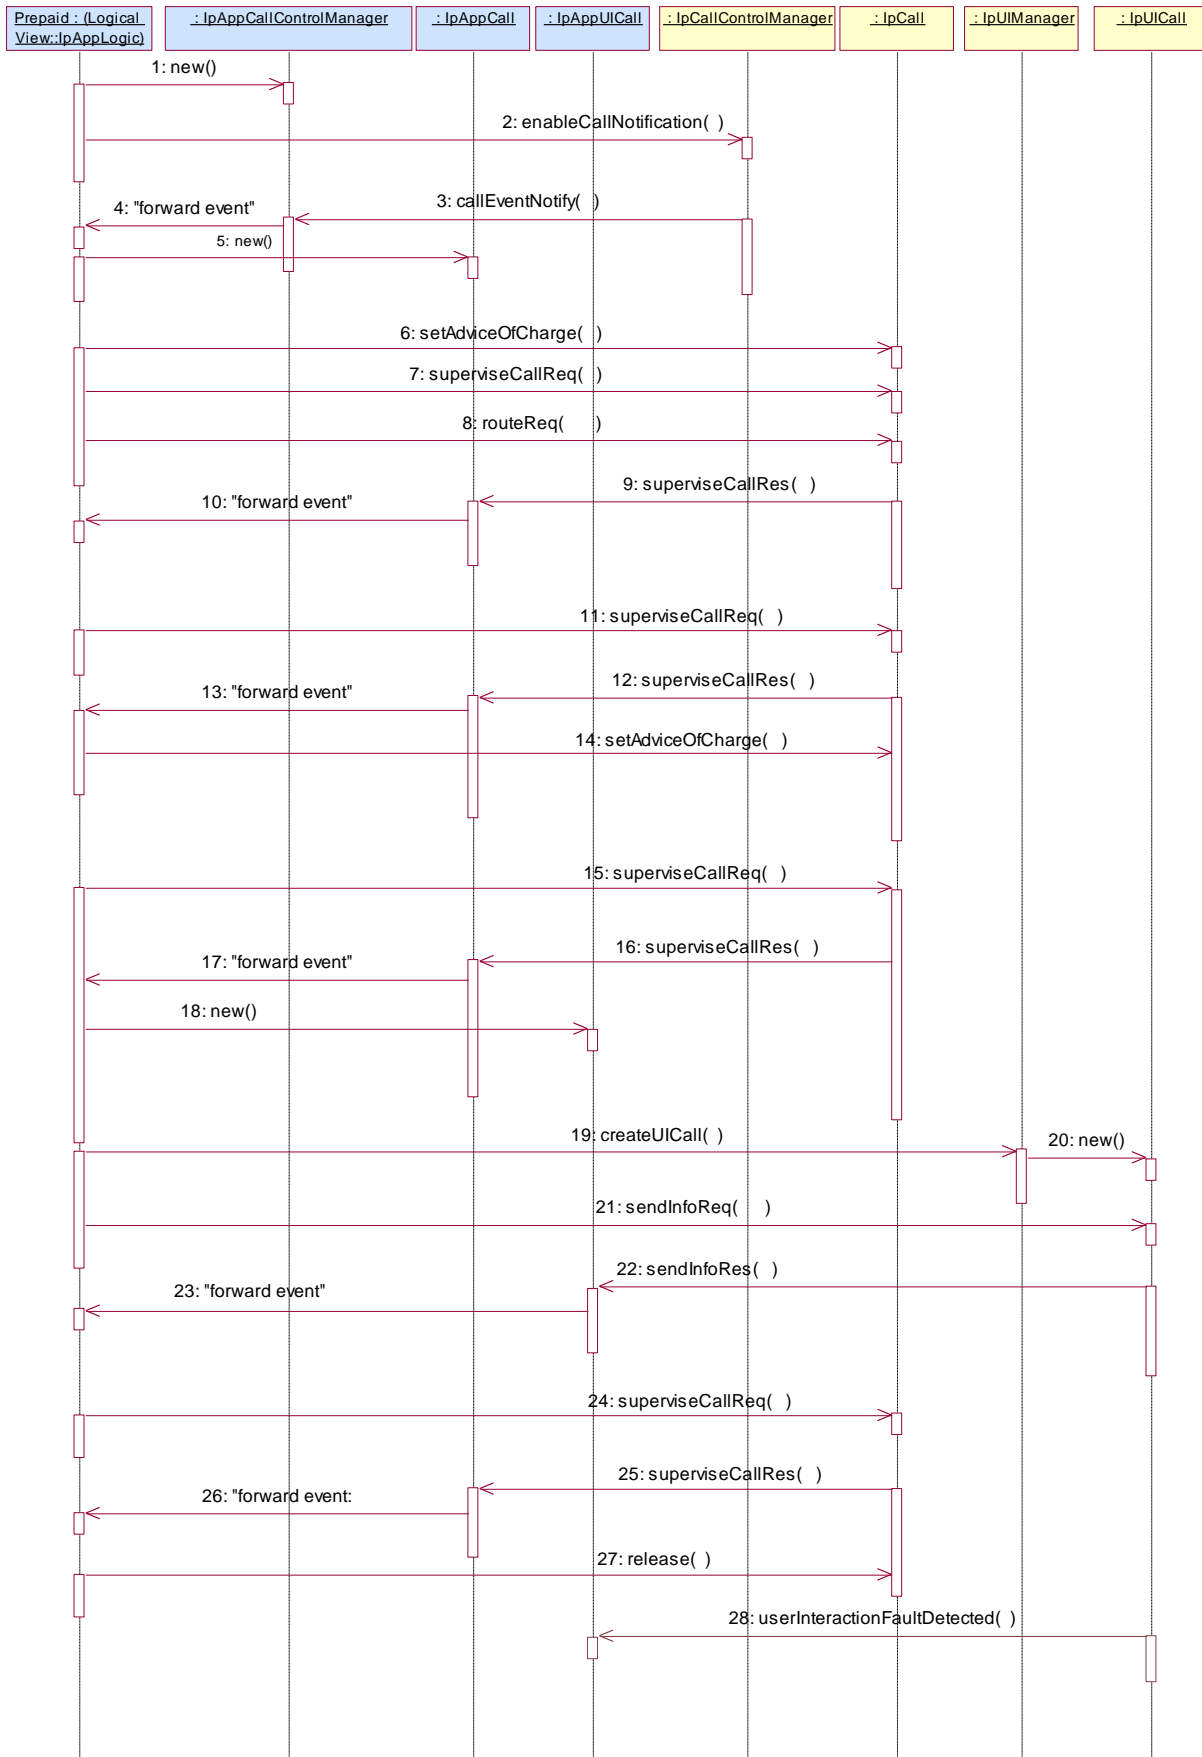 Prepaid : (Logical
View::IpAppLogic)
: IpAppCallControlManager
: IpAppCall
: IpAppUICall
: IpCallControlManager
: IpCall
: IpUIManager
: IpUICall
1: new()
2: enableCallNotification( )
3: callEventNotify( )
4: "forward event"
5: new()
6: setAdviceOfCharge( )
7: superviseCallReq( )
8: routeReq( )
9: superviseCallRes( )
10: "forward event"
11: superviseCallReq( )
12: superviseCallRes( )
13: "forward event"
14: setAdviceOfCharge( )
15: superviseCallReq( )
16: superviseCallRes( )
17: "forward event"
18: new()
19: createUICall( )
20: new()
21: sendInfoReq( )
22: sendInfoRes( )
23: "forward event"
24: superviseCallReq( )
25: superviseCallRes( )
26: "forward event:
27: release( )
28: userInteractionFaultDetected( )